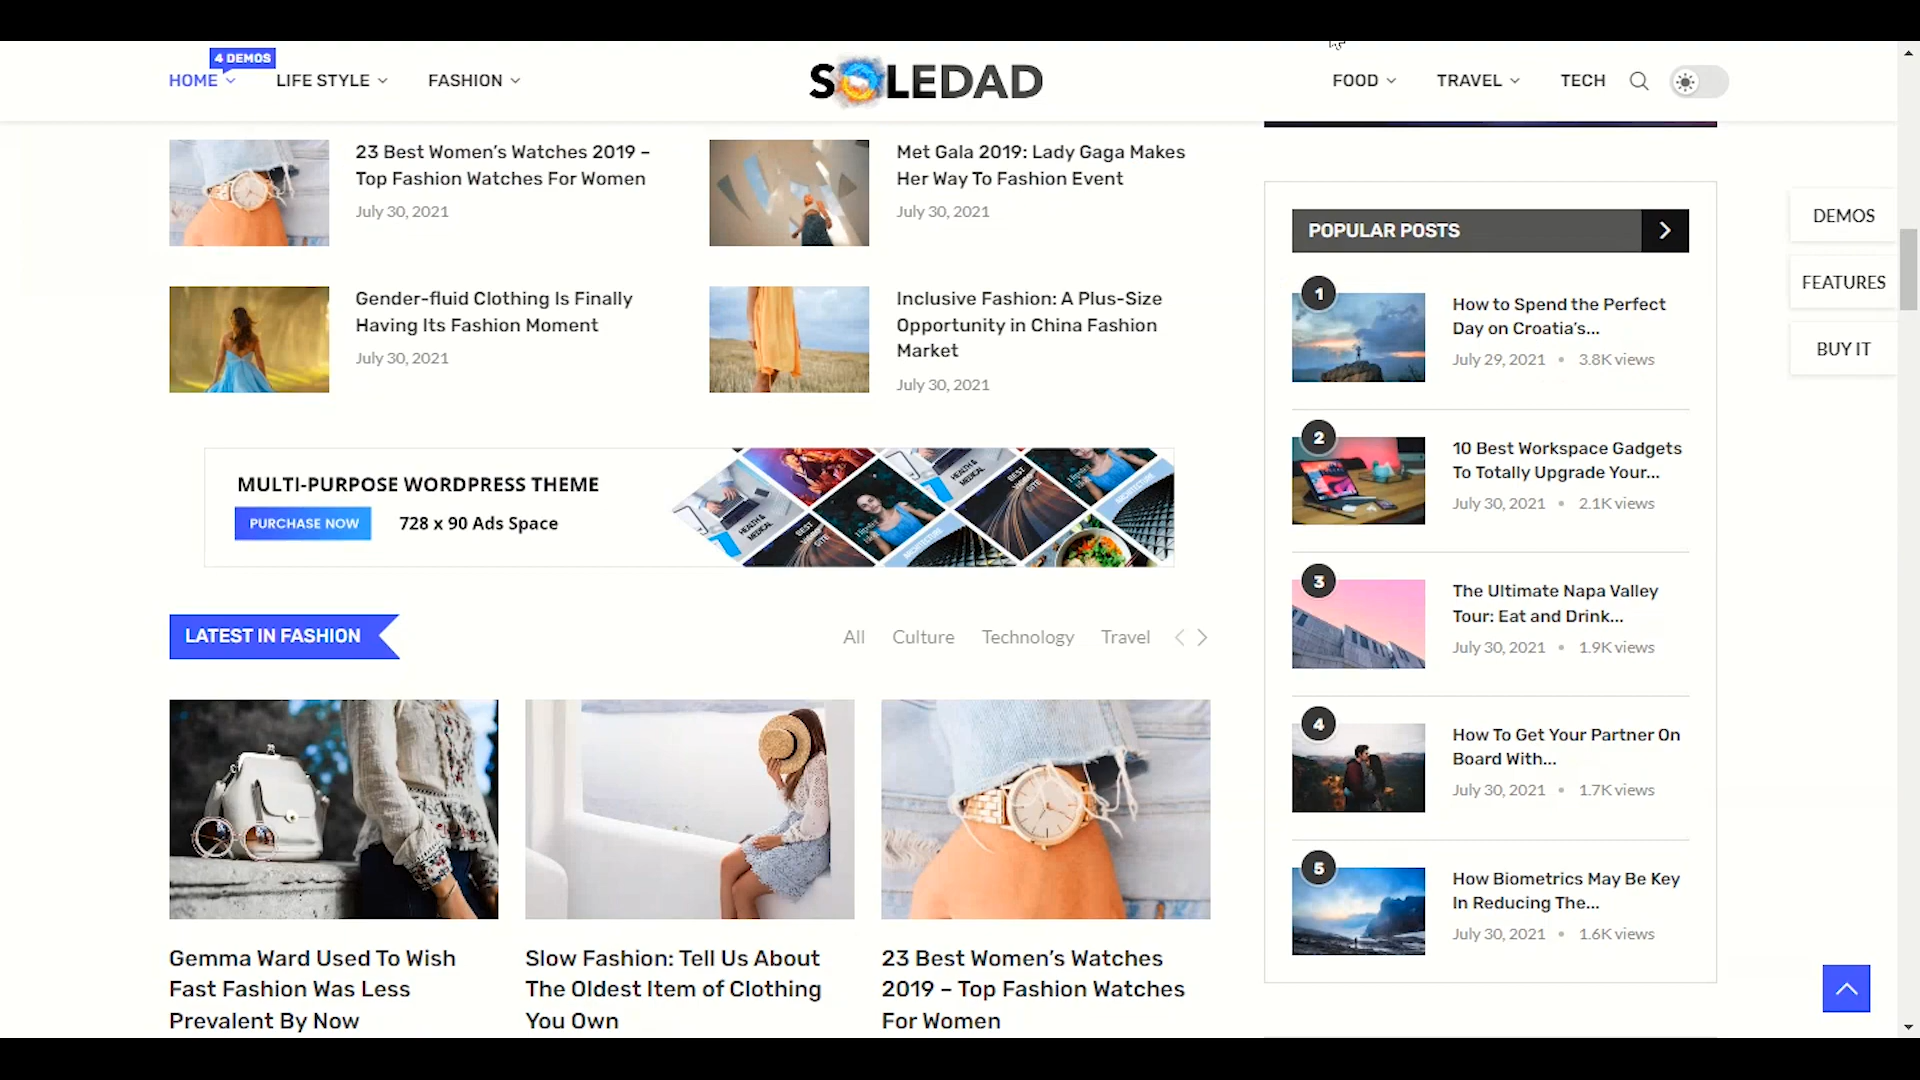 4 DEMOS
HOME
LIFE STYLE
FASHION
SOLEDAD
FOOD
TRAVEL
TECH
23 Best Women’s Watches 2019 –
Top Fashion Watches For Women
July 30, 2021
Met Gala 2019: Lady Gaga Makes
Her Way To Fashion Event
July 30, 2021
Gender-fluid Clothing Is Finally
Having Its Fashion Moment
July 30, 2021
Inclusive Fashion: A Plus-Size
Opportunity in China Fashion
Market
July 30, 2021
MULTI-PURPOSE WORDPRESS THEME
PURCHASE NOW
728 x 90 Ads Space
HEALTH &
MEDICAL
BEST
SITE
ARCHITECTURE
HEALTH &
MEDICAL
BEST
ARCHITECTURE
LATEST IN FASHION
All
Culture
Technology
Travel
Gemma Ward Used To Wish
Fast Fashion Was Less
Prevalent By Now
Slow Fashion: Tell Us About
The Oldest Item of Clothing
You Own
23 Best Women’s Watches
2019 – Top Fashion Watches
For Women
POPULAR POSTS
1
How to Spend the Perfect
Day on Croatia’s...
July 29, 2021 • 3.8K views
2
10 Best Workspace Gadgets
To Totally Upgrade Your...
July 30, 2021 • 2.1K views
3
The Ultimate Napa Valley
Tour: Eat and Drink...
July 30, 2021 • 1.9K views
4
How To Get Your Partner On
Board With...
July 30, 2021 • 1.7K views
5
How Biometrics May Be Key
In Reducing The...
July 30, 2021 • 1.6K views
DEMOS
FEATURES
BUY IT